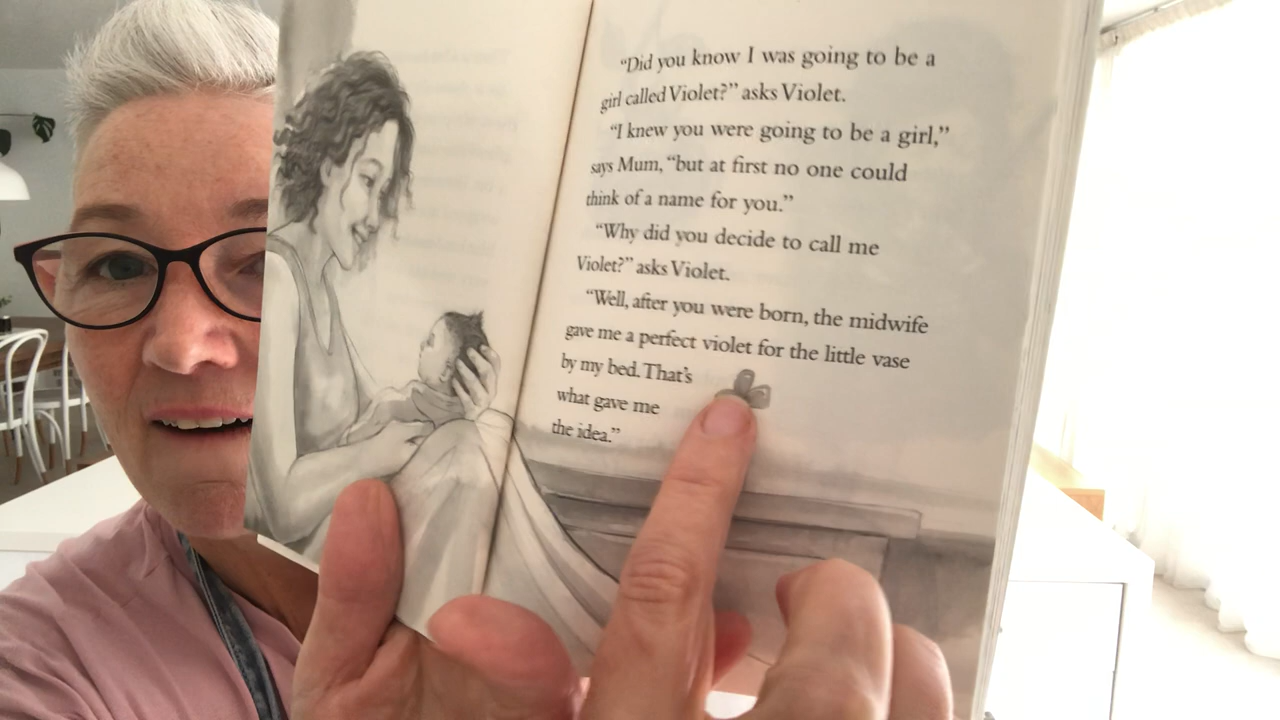 “Did you know I was going to be a
girl called Violet?” asks Violet.
“I knew you were going to be a girl,”
says Mum, “but at first no one could
think of a name for you.”
“Why did you decide to call me
Violet?” asks Violet.
“Well, after you were born, the midwife
gave me a perfect violet for the little vase
by my bed. That’s
what gave me
the idea.”